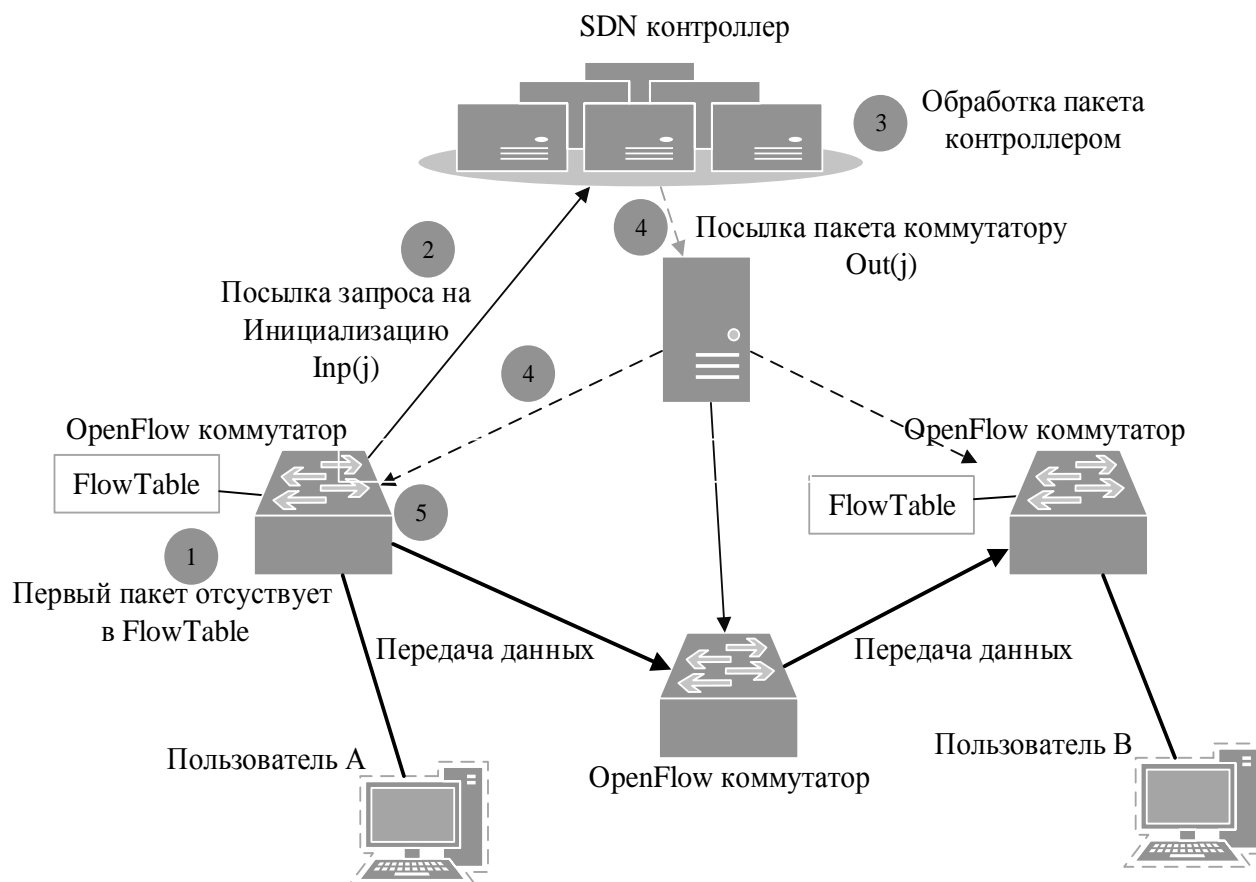 SDN контроллер
3
Обработка пакета
контроллером
2
4
Посылка пакета коммутатору
Out(j)
Посылка запроса на
Инициализацию
Inp(j)
4
OpenFlow коммутатор
FlowTable
5
1
Первый пакет отсуствует
в FlowTable
OpenFlow коммутатор
FlowTable
Передача данных
Передача данных
Пользователь А
OpenFlow коммутатор
Пользователь В